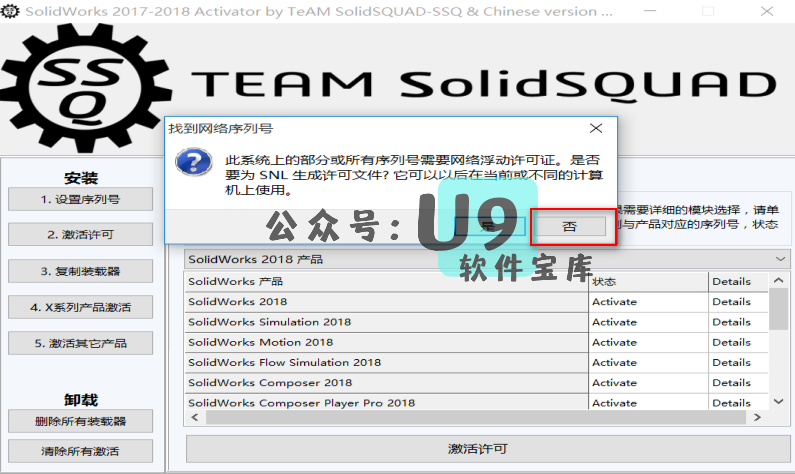 SolidWorks 2017-2018 Activator by TeAM SolidSQUAD-SSQ & Chinese version ...
SSQ
TEAM SolidSQUAD
找到网络序列号
此系统上的部分或所有序列号需要网络浮动许可证。是否
要为 SNL 生成许可文件? 它可以以后在当前或不同的计算
机上使用。
是
否
公众号:U9
软件宝库
安装
1. 设置序列号
2. 激活许可
3. 复制装载器
4. X系列产品激活
5. 激活其它产品
卸载
删除所有装载器
清除所有激活
需要详细的模块选择，请单
与产品对应的序列号，状态
SolidWorks 2018 产品
SolidWorks 产品 状态 Details
SolidWorks 2018 Activate Details
SolidWorks Simulation 2018 Activate Details
SolidWorks Motion 2018 Activate Details
SolidWorks Flow Simulation 2018 Activate Details
SolidWorks Composer 2018 Activate Details
SolidWorks Composer Player Pro 2018 Activate Details
激活许可